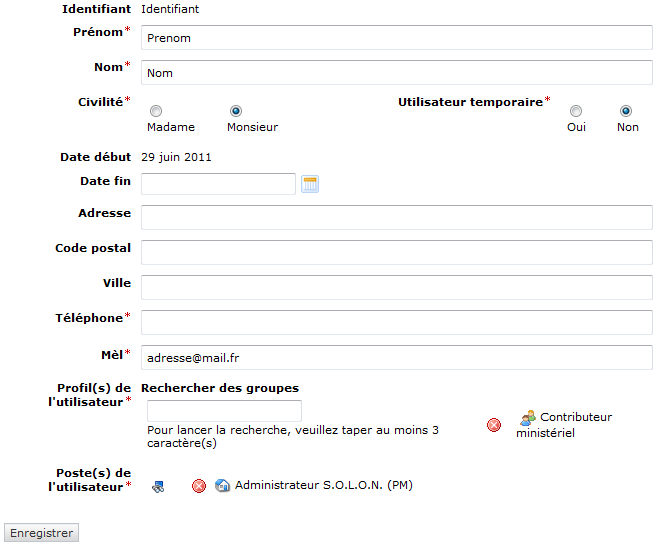 Identifiant Identifiant
Prénom* Prenom
Nom* Nom
Civilité* Madame Monsieur Utilisateur temporaire* Oui Non
Date début 29 juin 2011
Date fin
Adresse
Code postal
Ville
Téléphone*
Mèl* adresse@mail.fr
Profil(s) de l'utilisateur* Rechercher des groupes
Pour lancer la recherche, veuillez taper au moins 3
caractère(s)
Contributeur
ministériel
Poste(s) de
l'utilisateur* Administrateur S.O.L.O.N. (PM)
Enregistrer